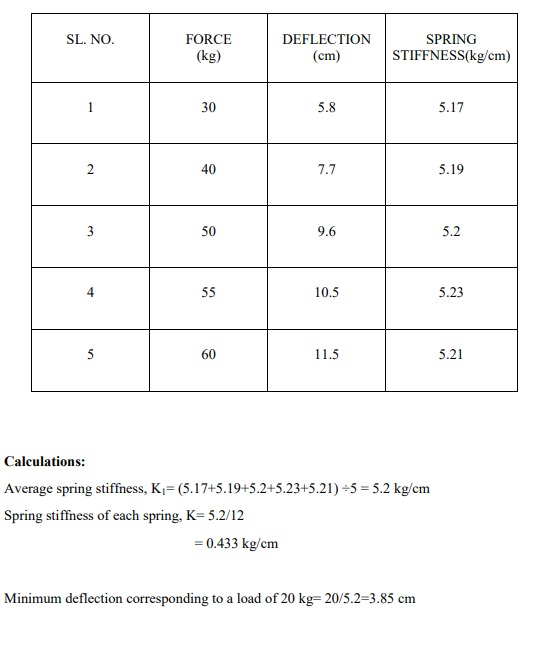 SL. NO. FORCE (kg) DEFLECTION (cm) SPRING STIFFNESS(kg/cm)
1 30 5.8 5.17
2 40 7.7 5.19
3 50 9.6 5.2
4 55 10.5 5.23
5 60 11.5 5.21
Calculations:
Average spring stiffness, K₁= (5.17+5.19+5.2+5.23+5.21) ÷5 = 5.2 kg/cm
Spring stiffness of each spring, K= 5.2/12
= 0.433 kg/cm
Minimum deflection corresponding to a load of 20 kg= 20/5.2=3.85 cm